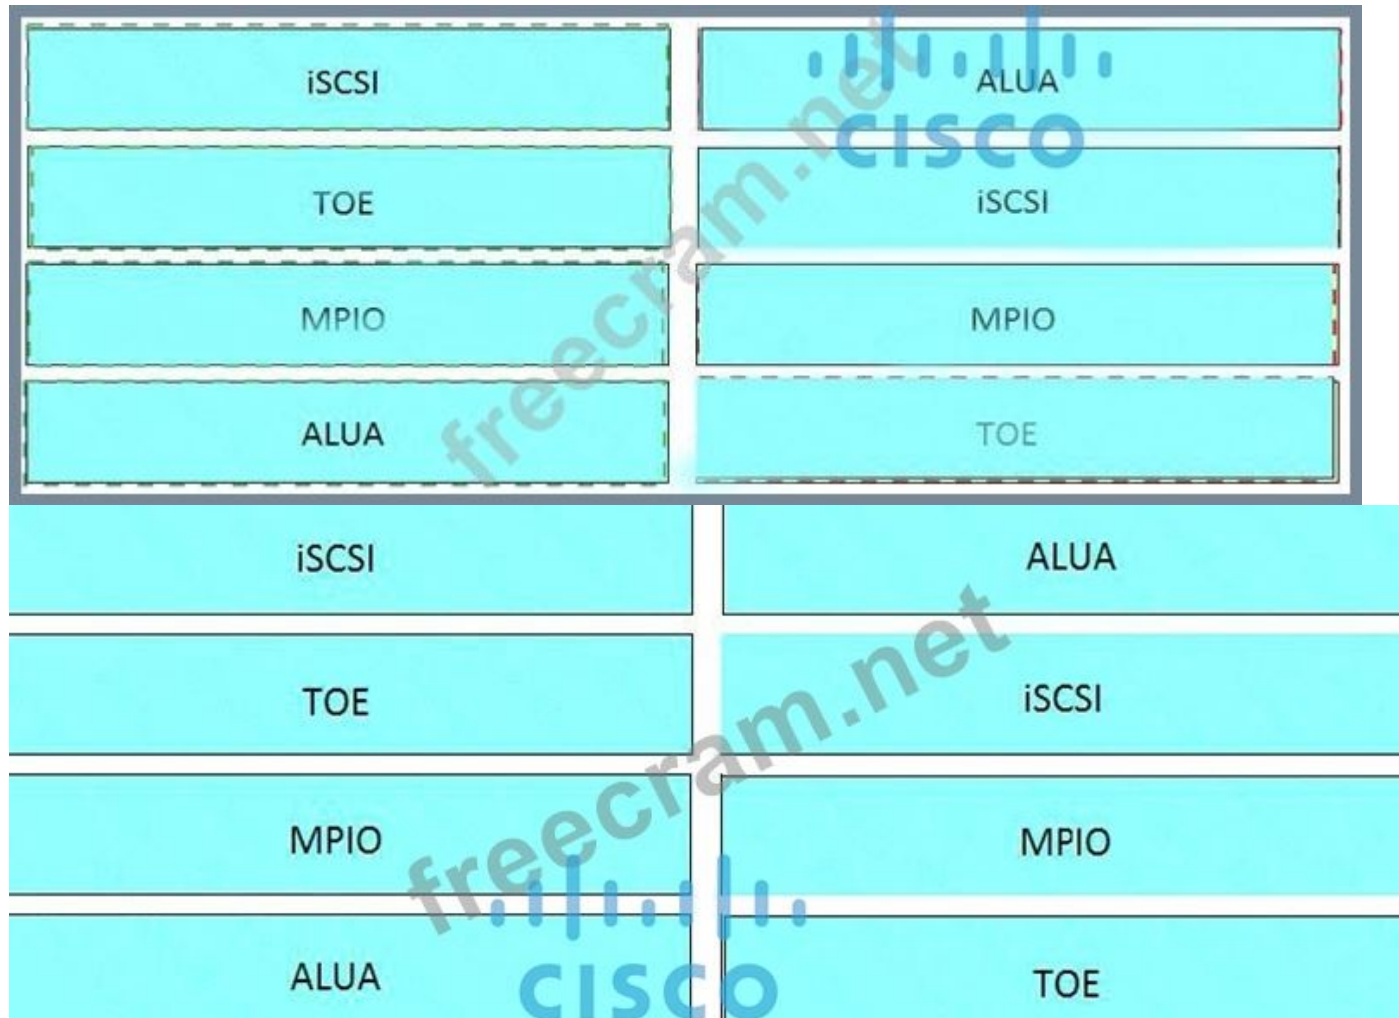 iSCSI ALUA
CISCO
TOE iSCSI
MPIO MPIO
ALUA TOE
freecram.net
iSCSI ALUA
TOE iSCSI
MPIO MPIO
ALUA TOE
freecram.net
CISCO